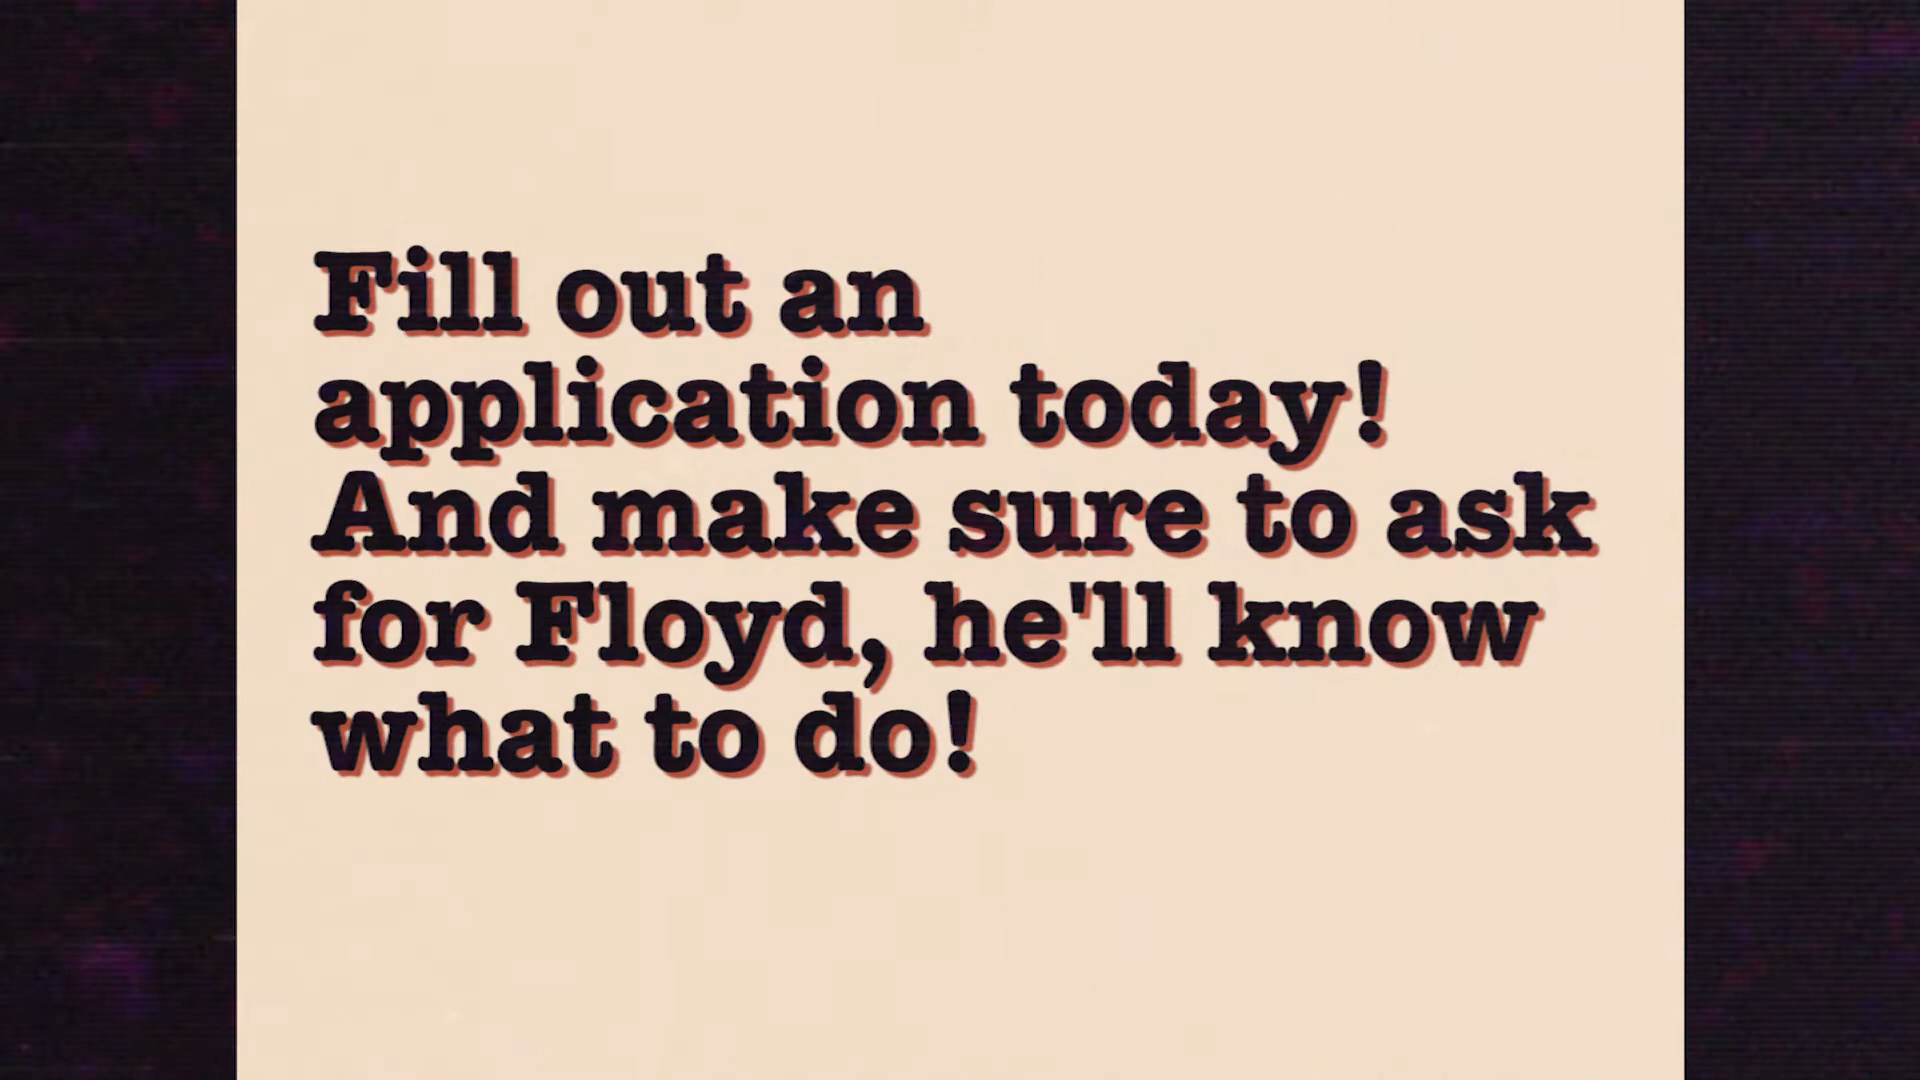 Fill out an
application today!
And make sure to ask
for Floyd, he'll know
what to do!